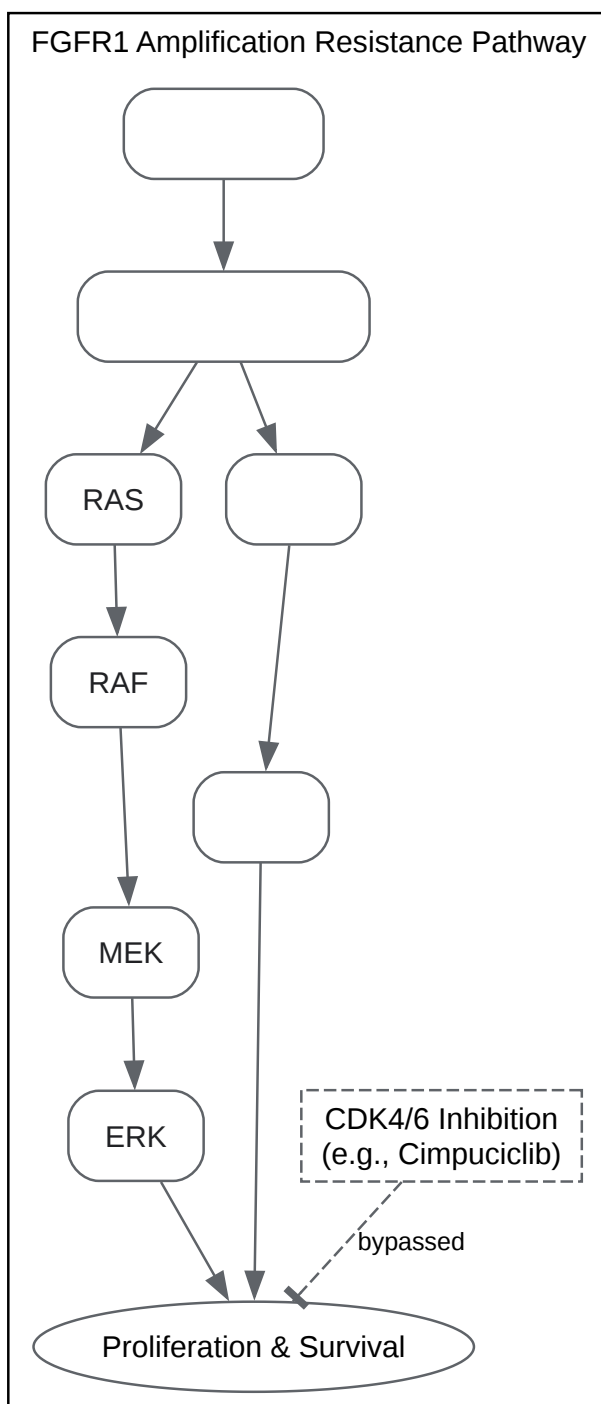 FGFR1 Amplification Resistance Pathway
RAS
RAF
MEK
ERK
CDK4/6 Inhibition
(e.g., Cimpuciclib)
bypassed
Proliferation & Survival